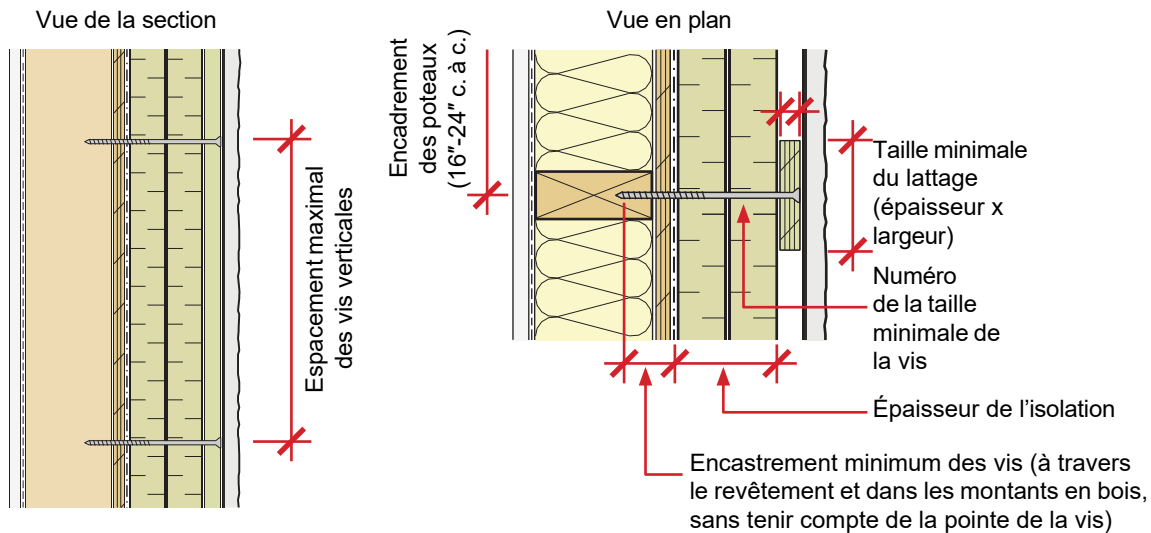 Vue de la section
Vue en plan
Espacement maximal
des vis verticales
Encadrement
des poteaux
(16″-24″ c. à c.)
Taille minimale
du lattage
(épaisseur x
largeur)
Numéro
de la taille
minimale de
la vis
Épaisseur de l’isolation
Encastrement minimum des vis (à travers
le revêtement et dans les montants en bois,
sans tenir compte de la pointe de la vis)